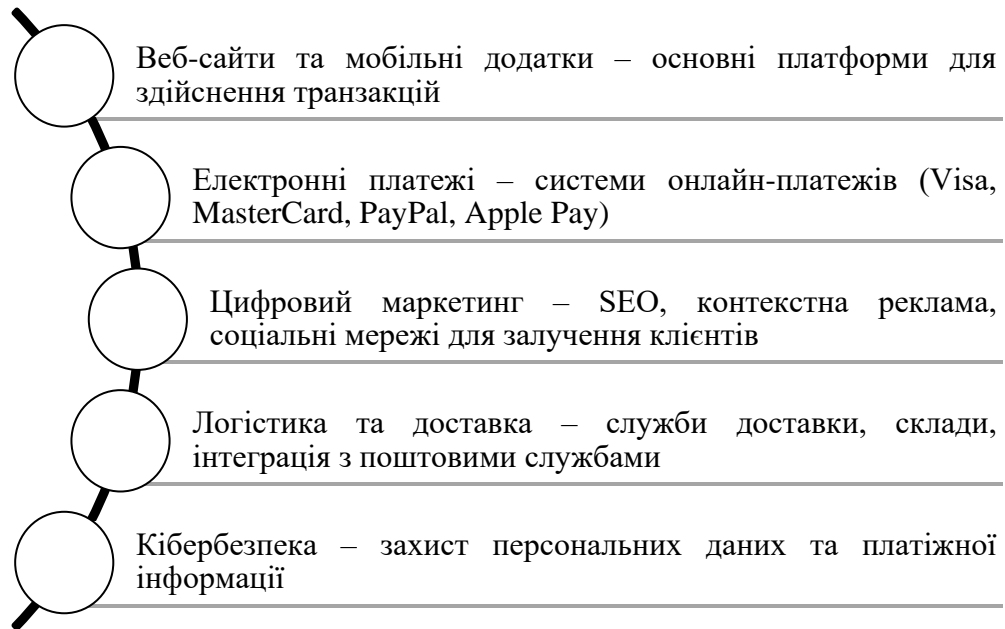 Веб-сайти та мобільні додатки – основні платформи для
здійснення транзакцій
Електронні платежі – системи онлайн-платежів (Visa,
MasterCard, PayPal, Apple Pay)
Цифровий маркетинг – SEO, контекстна реклама,
соціальні мережі для залучення клієнтів
Логістика та доставка – служби доставки, склади,
інтеграція з поштовими службами
Кібербезпека – захист персональних даних та платіжної
інформації